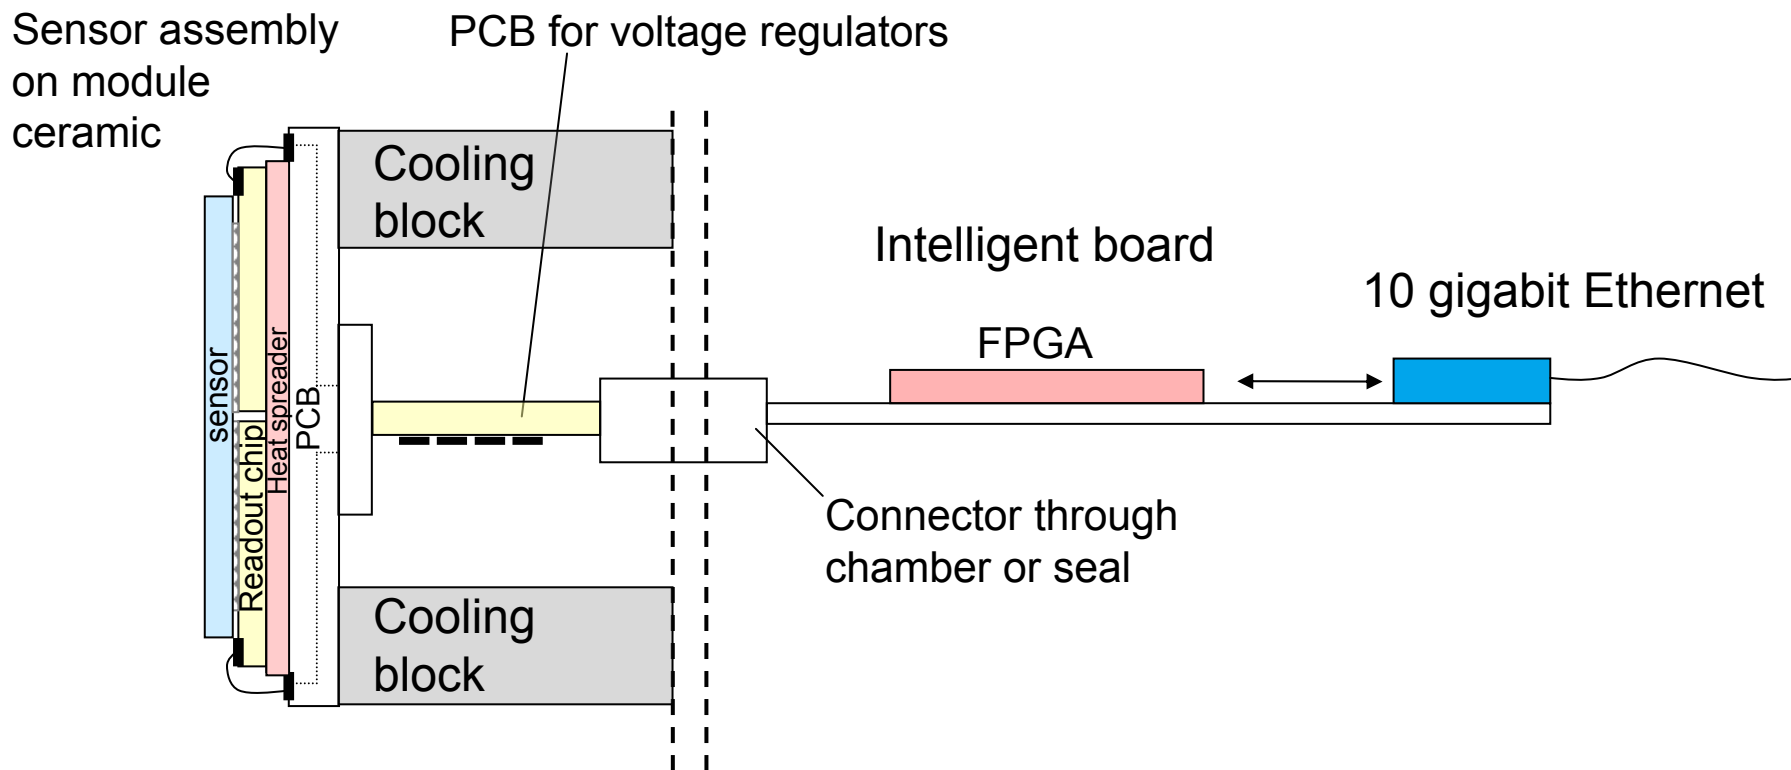 Sensor assembly
on module
ceramic
PCB for voltage regulators
Cooling
block
Intelligent board
10 gigabit Ethernet
FPGA
sensor
Readout chip
Heat spreader
PCB
Connector through
chamber or seal
Cooling
block